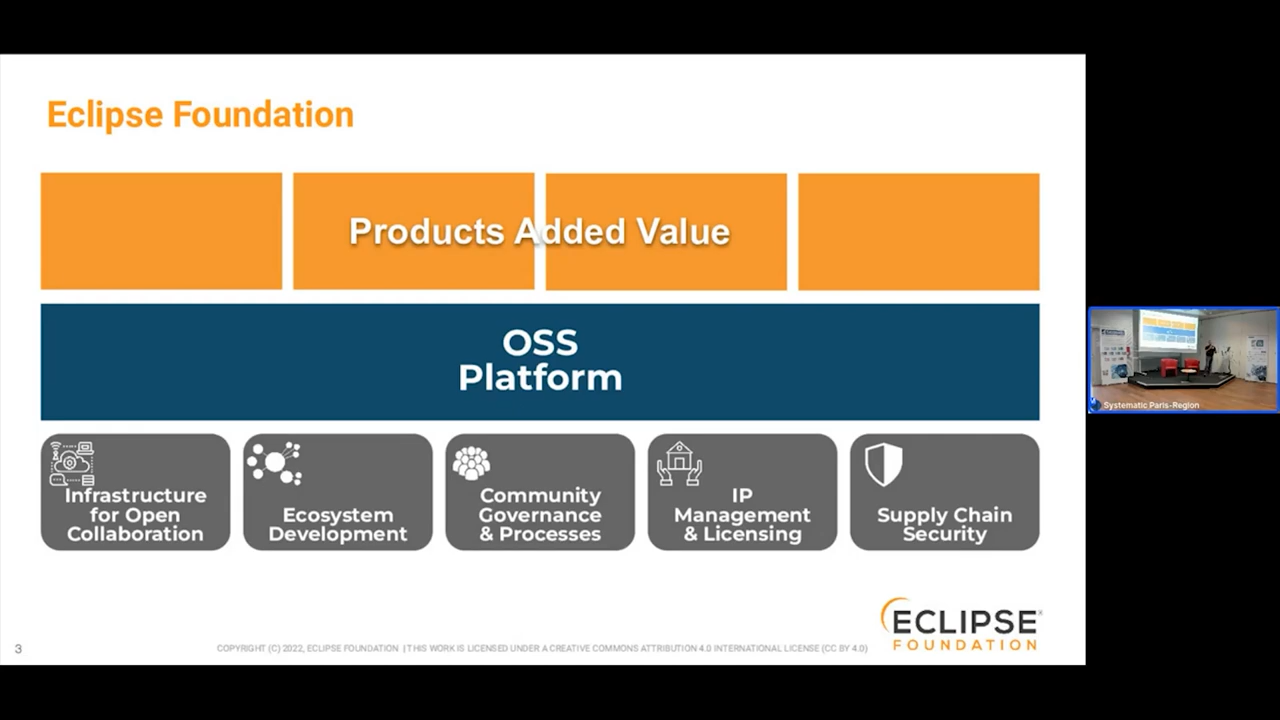 Eclipse Foundation
Products Added Value
OSS
Platform
Infrastructure
for Open
Collaboration
Ecosystem
Development
Community
Governance
& Processes
IP
Management
& Licensing
Supply Chain
Security
ECLIPSE
FOUNDATION
3
COPYRIGHT (C) 2022, ECLIPSE FOUNDATION | THIS WORK IS LICENSED UNDER A CREATIVE COMMONS ATTRIBUTION 4.0 INTERNATIONAL LICENSE (CC BY 4.0)
Systematic Paris-Region